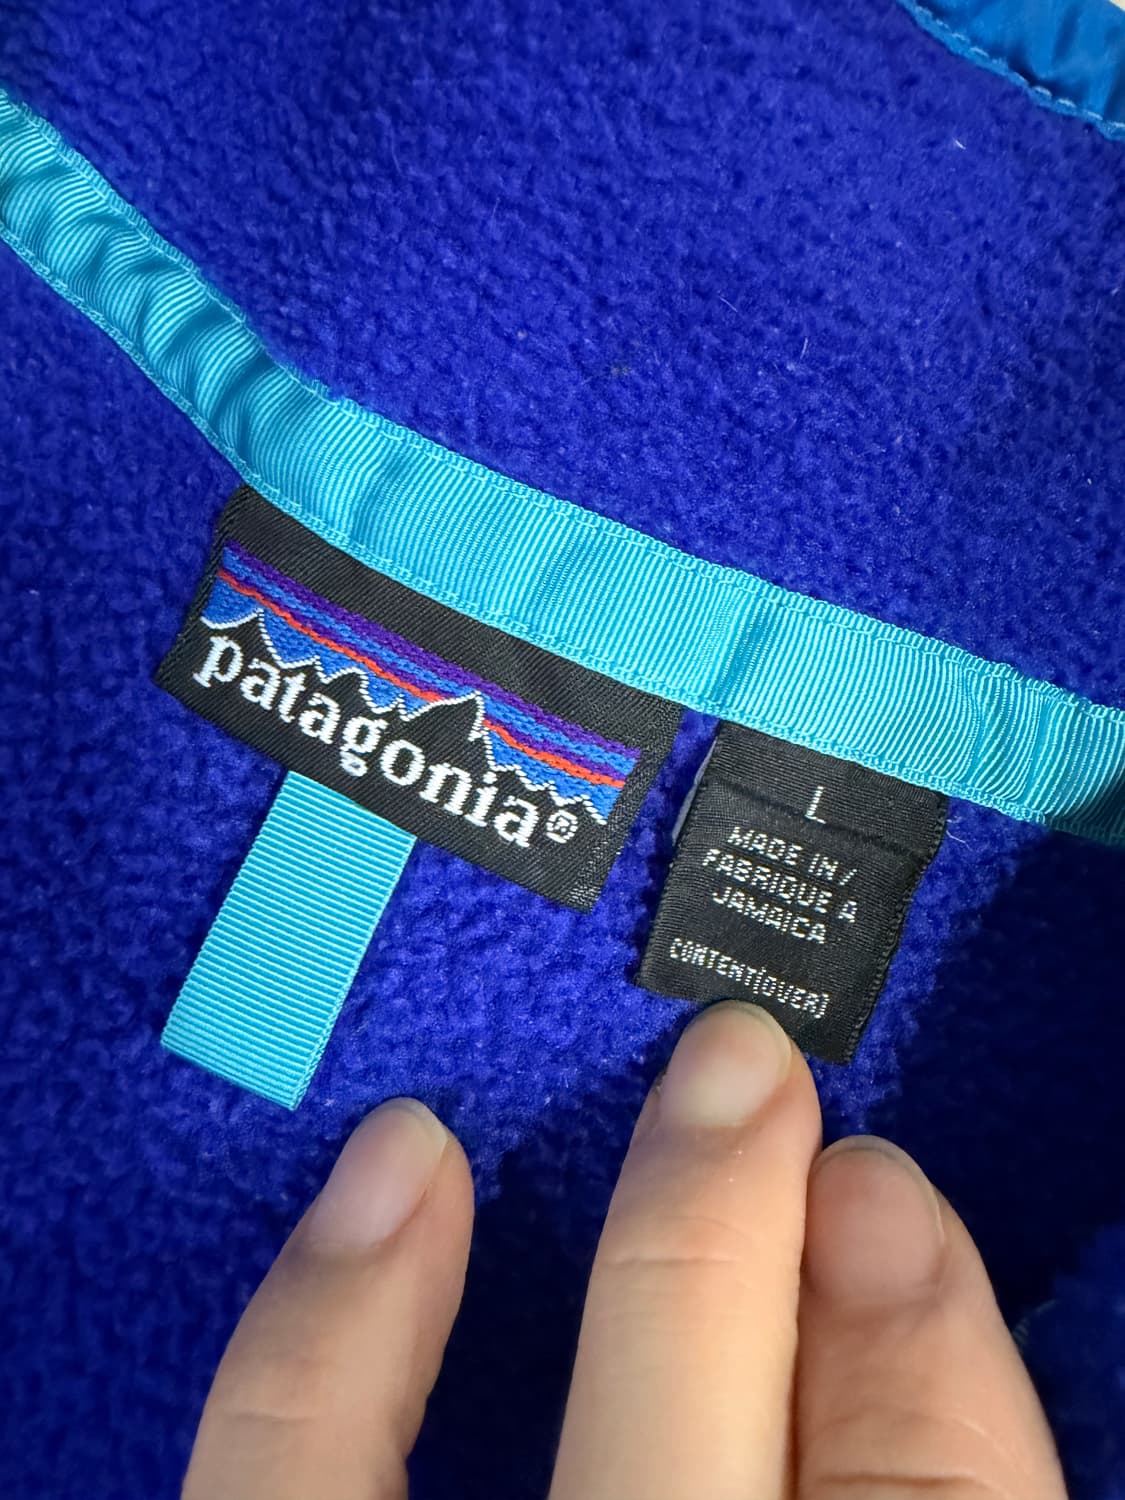 patagonia®
L
MADE IN/
FABRIQUE A
JAMAICA
CONTENT(OVER)